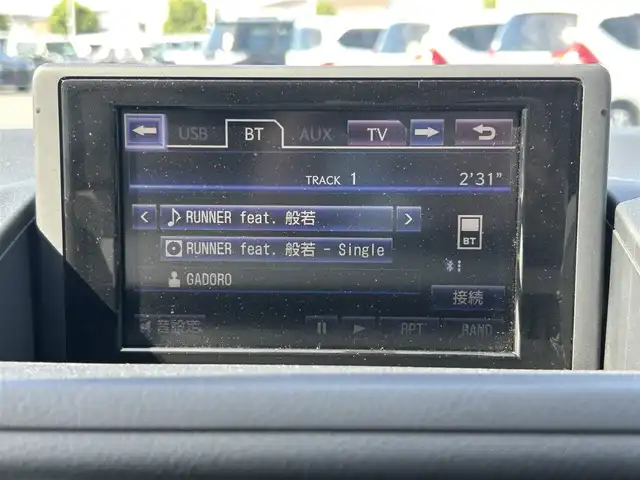 USB BT AUX TV
TRACK 1 2'31"
RUNNER feat. 般若
RUNNER feat. 般若 - Single
BT
GADORO
接続
音設定 RPT RAND